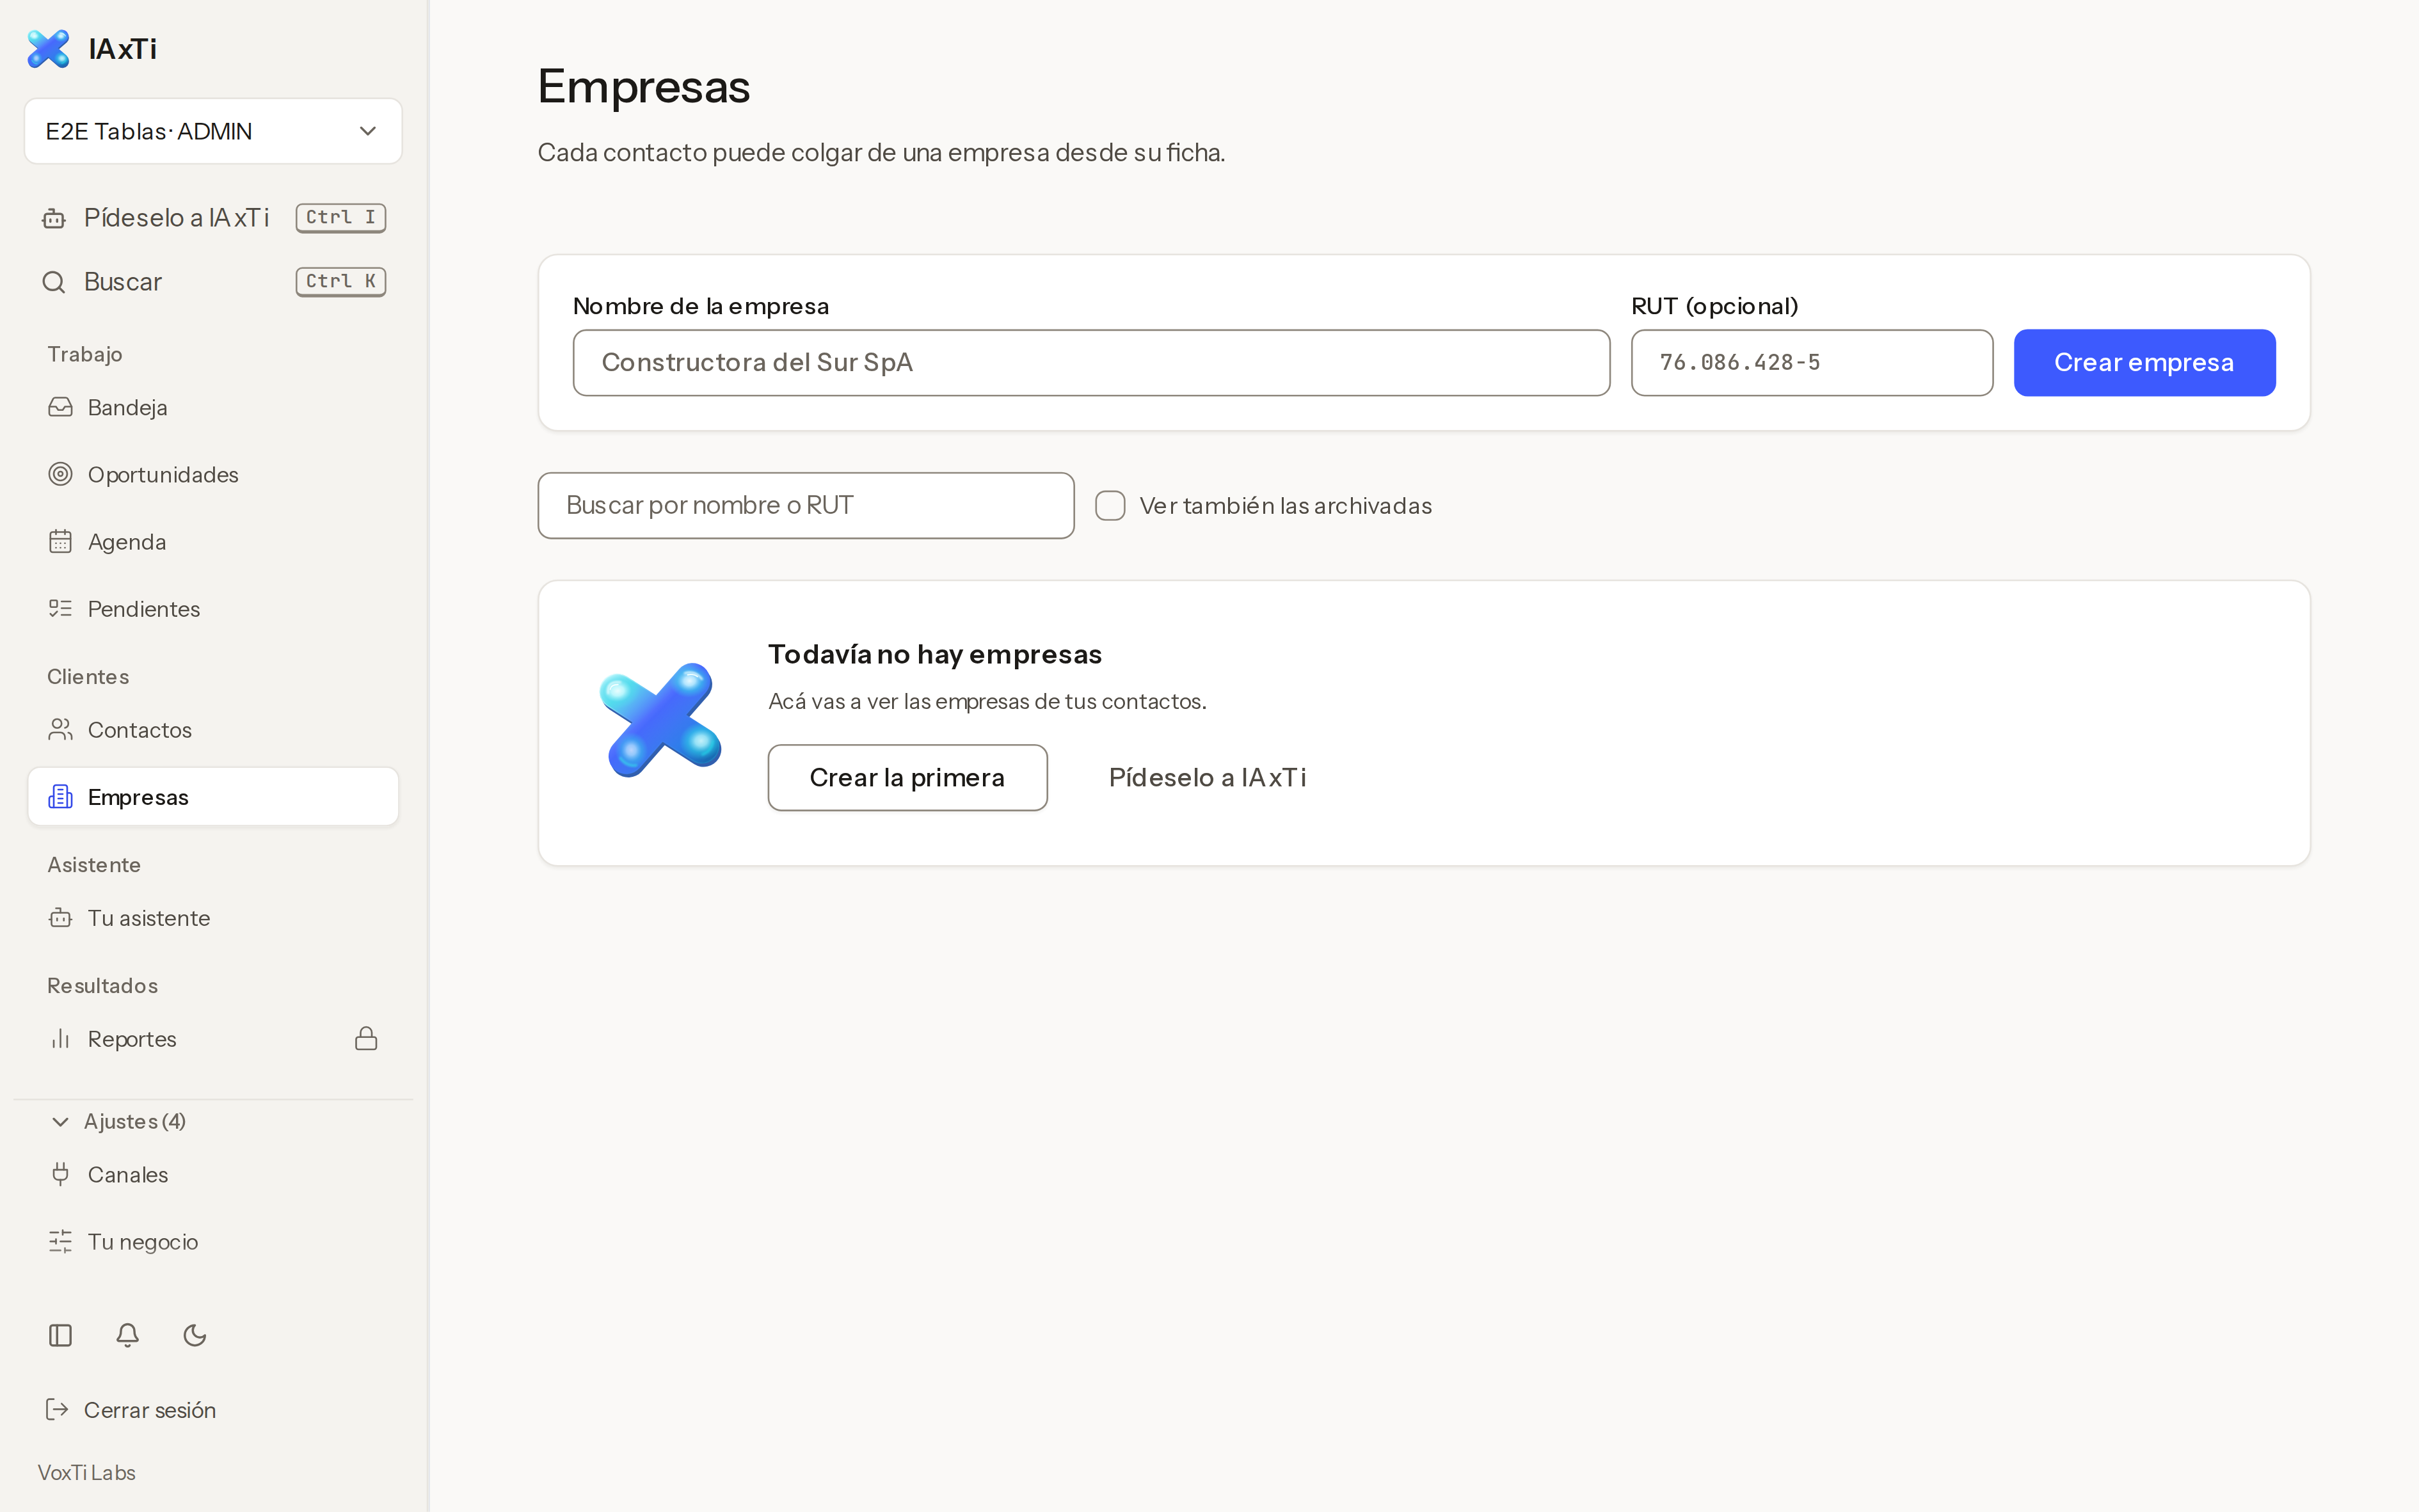 IAxTi
E2E Tablas · ADMIN
Pídeselo a IAxTi
Ctrl I
Buscar
Ctrl K
Trabajo
Bandeja
Oportunidades
Agenda
Pendientes
Clientes
Contactos
Empresas
Asistente
Tu asistente
Resultados
Reportes
Ajustes (4)
Canales
Tu negocio
Cerrar sesión
VoxTi Labs
Empresas
Cada contacto puede colgar de una empresa desde su ficha.
Nombre de la empresa
Constructora del Sur SpA
RUT (opcional)
76.086.428-5
Crear empresa
Buscar por nombre o RUT
Ver también las archivadas
Todavía no hay empresas
Acá vas a ver las empresas de tus contactos.
Crear la primera
Pídeselo a IAxTi